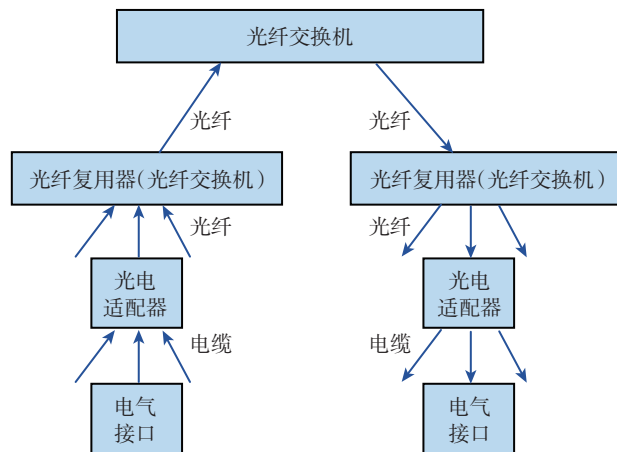 光纤交换机
光纤
光纤
光纤复用器(光纤交换机)
光纤复用器(光纤交换机)
光纤
光纤
光电
适配器
光电
适配器
电缆
电缆
电气
接口
电气
接口